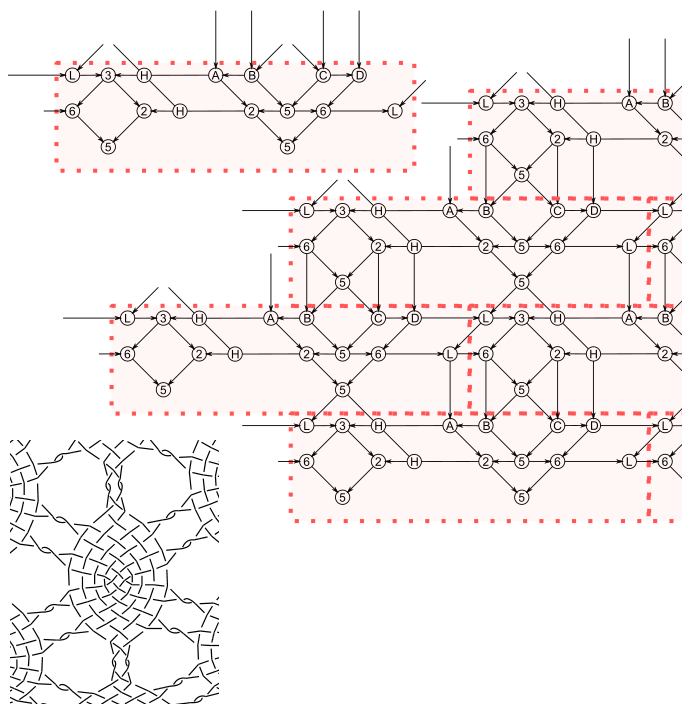 L 3 H A B C D
L 3 H A B
6 2 H 2 5 6 L
6 2 H 2
5 5
5
L 3 H A B C D L
6 2 H 2 5 6 L 6
5 5
L 3 H A B C D L 3 H A B
6 2 H 2 5 6 L 6 2 H 2
5 5 5
L 3 H A B C D L
6 2 H 2 5 6 L 6
5 5